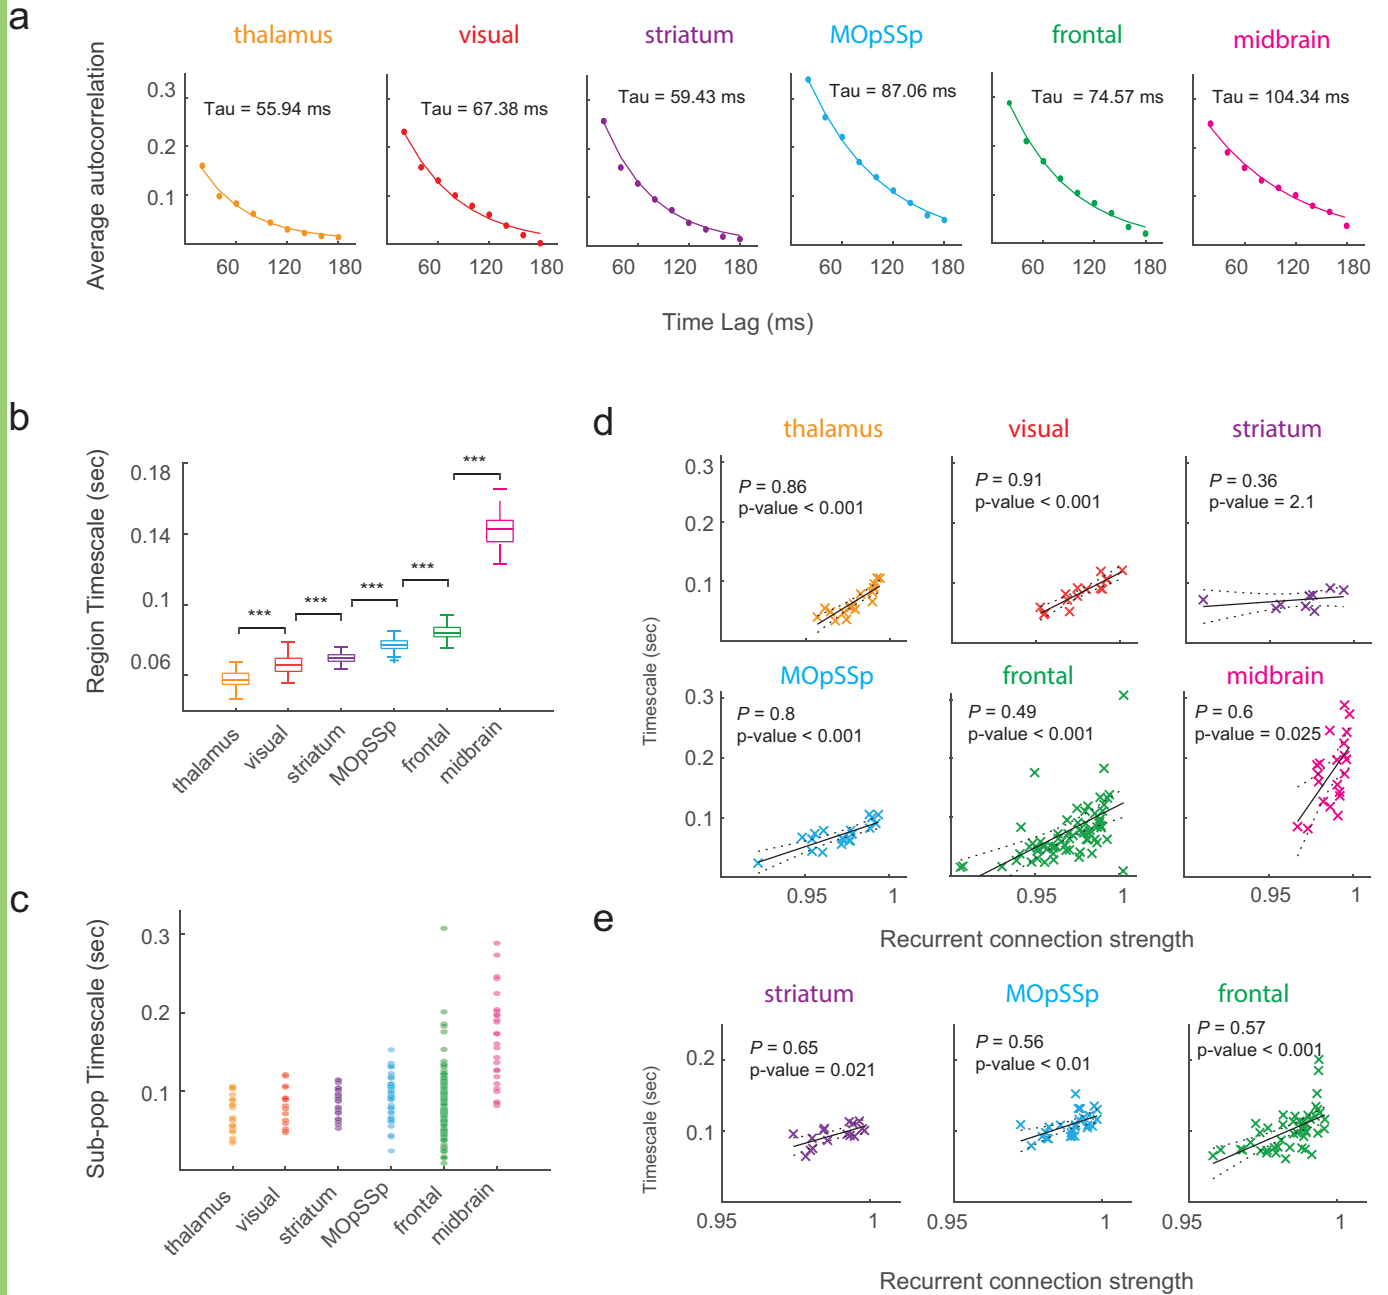 a
thalamus visual striatum MOpSSp frontal midbrain
Average autocorrelation
0.3
0.2
0.1
Tau = 55.94 ms
Tau = 67.38 ms
Tau = 59.43 ms
Tau = 87.06 ms
Tau = 74.57 ms
Tau = 104.34 ms
60 120 180 60 120 180 60 120 180 60 120 180 60 120 180 60 120 180
Time Lag (ms)
b
Region Timescale (sec)
0.18
0.14
0.1
0.06
*** *** *** *** ***
thalamus visual striatum MOpSSp frontal midbrain
c
Sub-pop Timescale (sec)
0.3
0.2
0.1
thalamus visual striatum MOpSSp frontal midbrain
d
Timescale (sec)
thalamus visual striatum
0.3
0.2
0.1
P = 0.86
p-value < 0.001
P = 0.91
p-value < 0.001
P = 0.36
p-value = 2.1
MOpSSp frontal midbrain
0.3
0.2
0.1
P = 0.8
p-value < 0.001
P = 0.49
p-value < 0.001
P = 0.6
p-value = 0.025
0.95 1 0.95 1 0.95 1
Recurrent connection strength
e
striatum MOpSSp frontal
Timescale (sec)
0.2
0.1
P = 0.65
p-value = 0.021
P = 0.56
p-value < 0.01
P = 0.57
p-value < 0.001
0.95 1 0.95 1 0.95 1
Recurrent connection strength